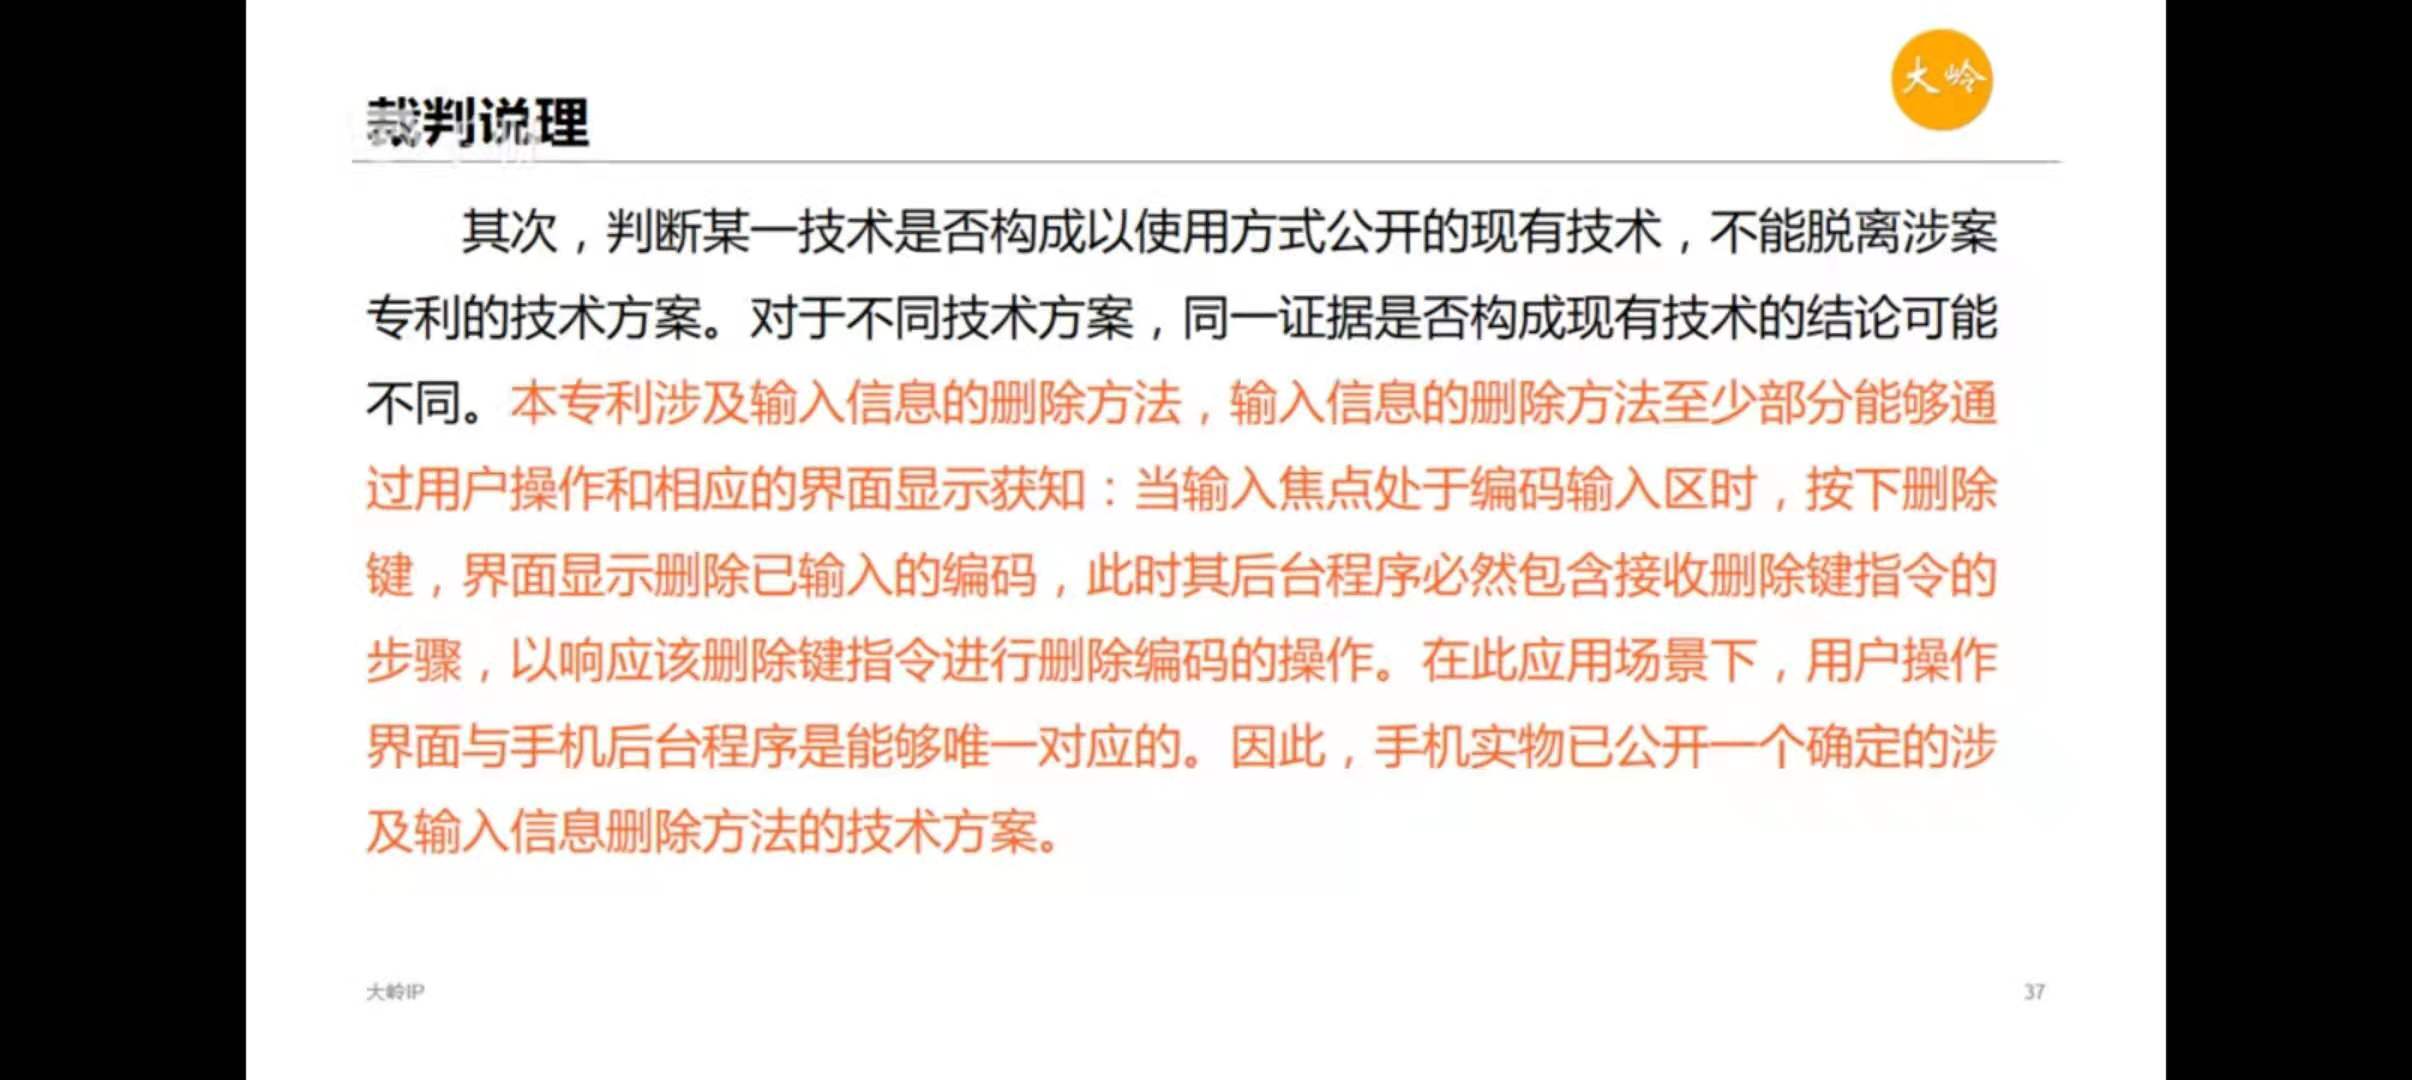 大岭
裁判说理
其次，判断某一技术是否构成以使用方式公开的现有技术，不能脱离涉案
专利的技术方案。对于不同技术方案，同一证据是否构成现有技术的结论可能
不同。本专利涉及输入信息的删除方法，输入信息的删除方法至少部分能够通
过用户操作和相应的界面显示获知：当输入焦点处于编码输入区时，按下删除
键，界面显示删除已输入的编码，此时其后台程序必然包含接收删除键指令的
步骤，以响应该删除键指令进行删除编码的操作。在此应用场景下，用户操作
界面与手机后台程序是能够唯一对应的。因此，手机实物已公开一个确定的涉
及输入信息删除方法的技术方案。
大岭IP
37